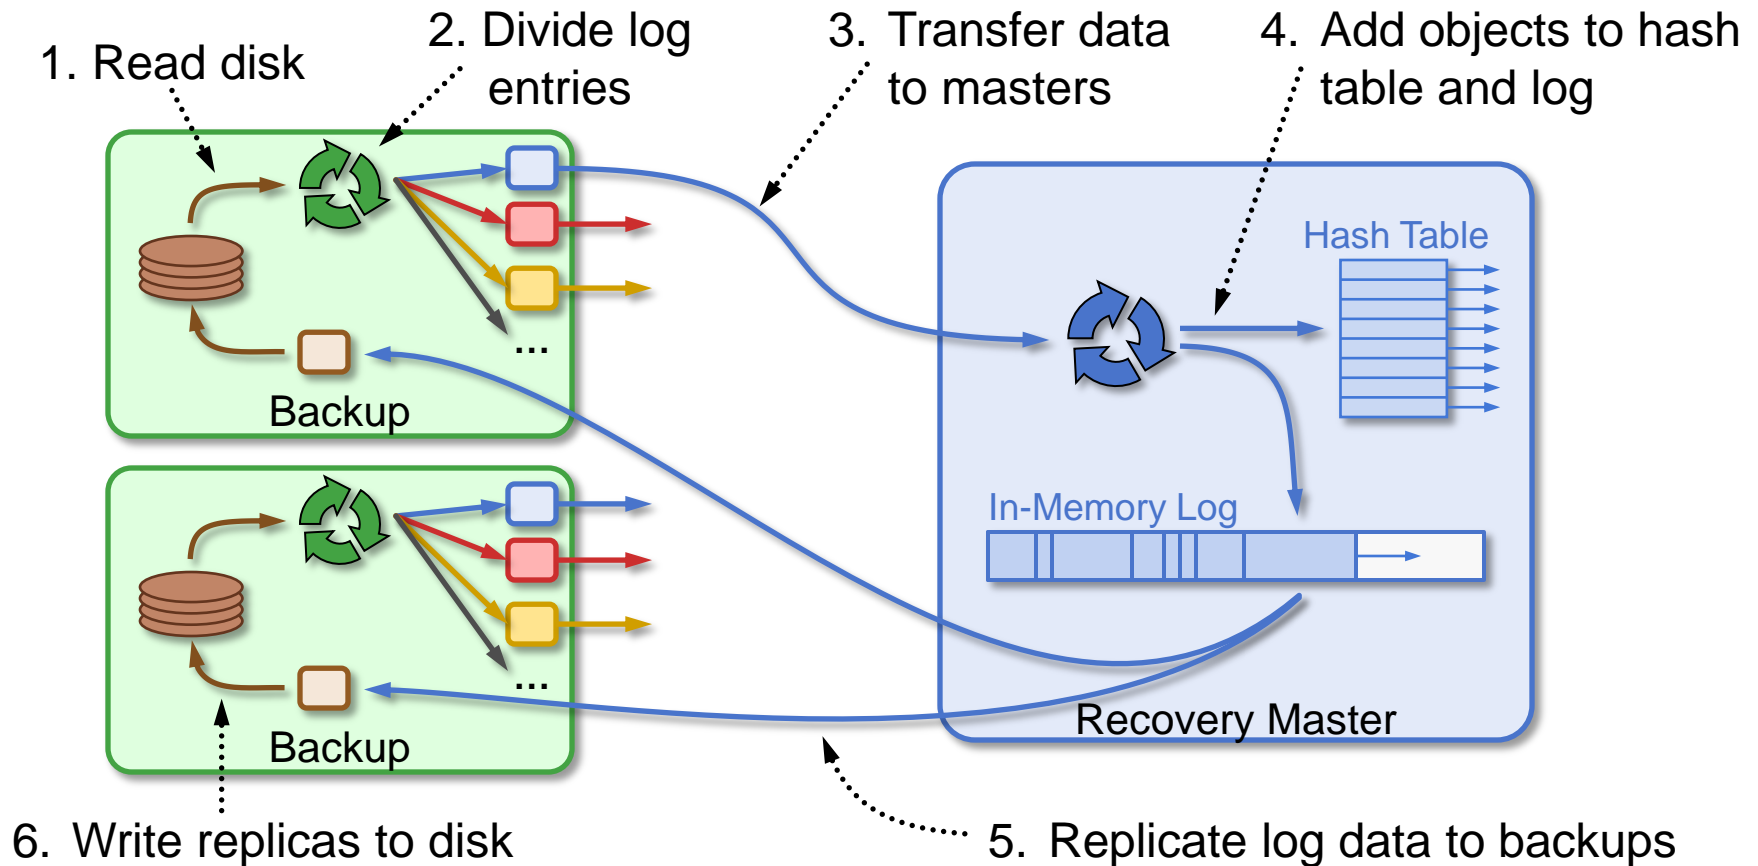 1. Read disk
2. Divide log
entries
3. Transfer data
to masters
4. Add objects to hash
table and log
Hash Table
...
Backup
In-Memory Log
...
Backup
Recovery Master
6. Write replicas to disk
5. Replicate log data to backups